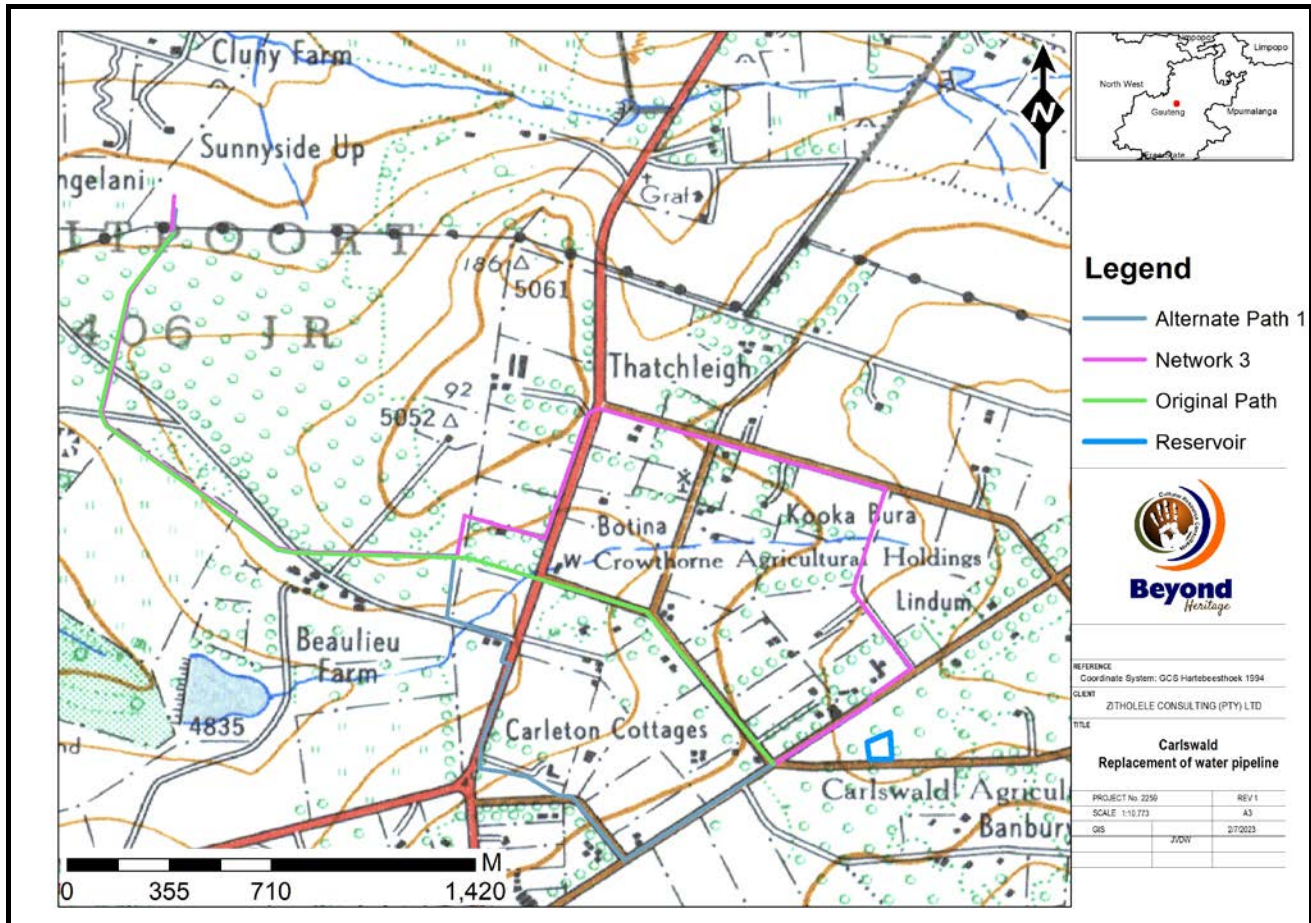 Cluny Farm
Sunnyside Up
ngelani
ITPOORT
406 JR
Graf
186
5061
92
5052
Thatchleigh
Botina
Kooka Bura
W
Crowthorne Agricultural Holdings
Lindum
Beaulieu
Farm
4835
nd
Carleton Cottages
Carlswald Agricul
Banbury
M
0 355 710 1,420
N
Limpopo
Limpopo
North West
Gauteng
Mpumalanga
Legend
Alternate Path 1
Network 3
Original Path
Reservoir
Beyond
Heritage
REFERENCE
Coordinate System: GCS Hartebeesthoek 1994
CLIENT
ZITHOLELE CONSULTING (PTY) LTD
TITLE
Carlswald
Replacement of water pipeline
PROJECT No. 2259 REV 1
SCALE 1:10,773 A3
GIS JVDW 2/7/2023